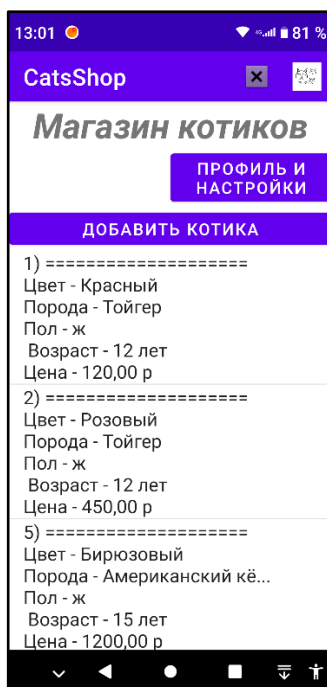 13:01 4G 81 %
CatsShop
Магазин котиков
ПРОФИЛЬ И
НАСТРОЙКИ
ДОБАВИТЬ КОТИКА
1) ====================
Цвет - Красный
Порода - Тойгер
Пол - ж
Возраст - 12 лет
Цена - 120,00 р
2) ====================
Цвет - Розовый
Порода - Тойгер
Пол - ж
Возраст - 12 лет
Цена - 450,00 р
5) ====================
Цвет - Бирюзовый
Порода - Американский кё...
Пол - ж
Возраст - 15 лет
Цена - 1200,00 р